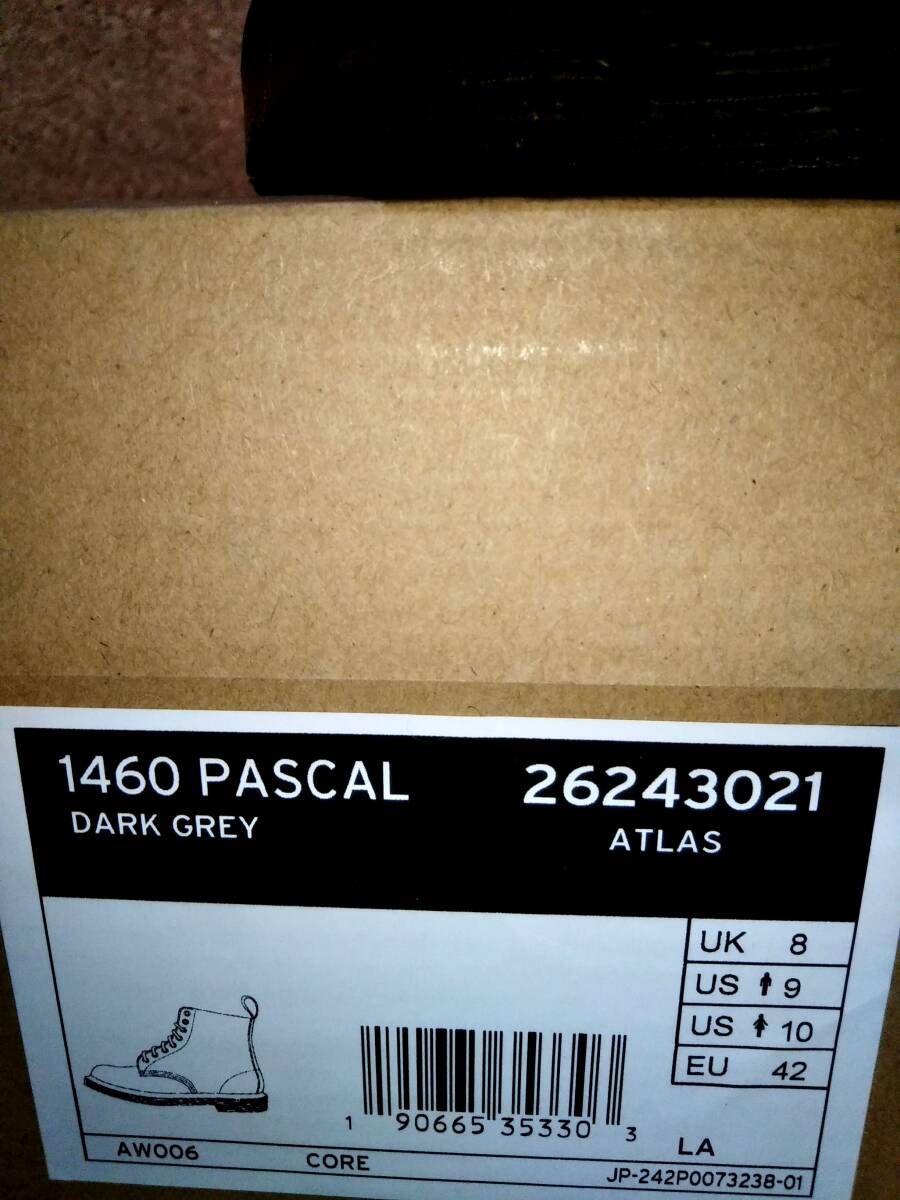 1460 PASCAL 26243021
DARK GREY ATLAS
UK 8
US 9
US 10
EU 42
1 90665 35330 3
LA
AW006 CORE JP-242P0073238-01